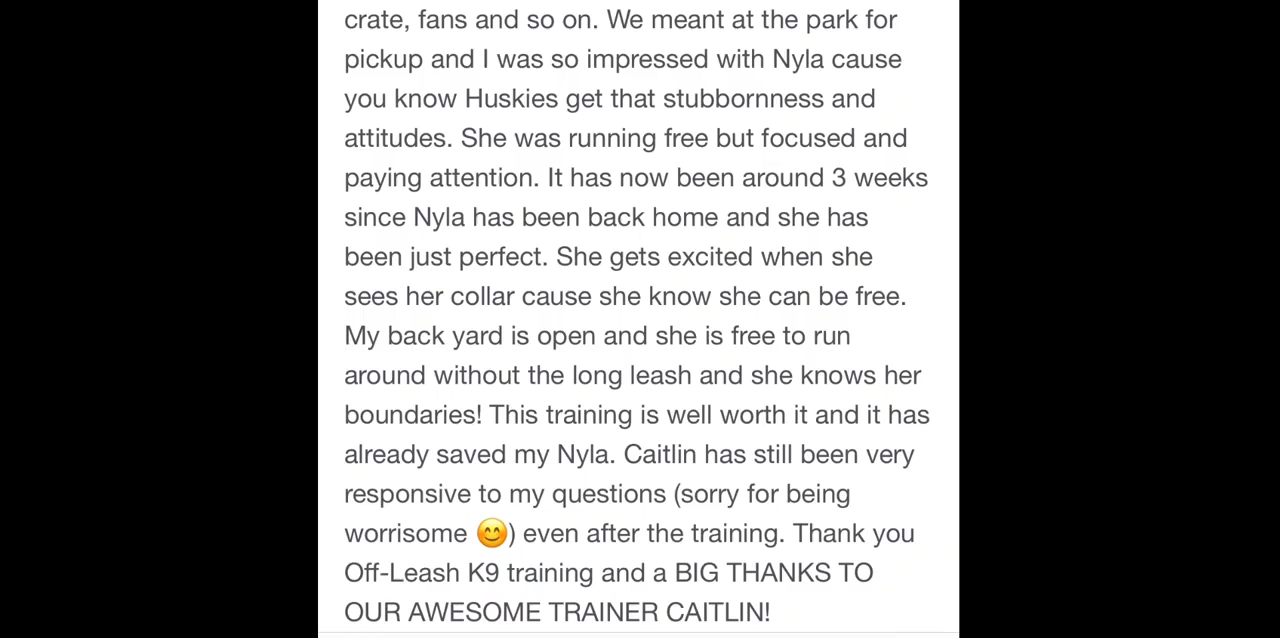 crate, fans and so on. We meant at the park for
pickup and I was so impressed with Nyla cause
you know Huskies get that stubbornness and
attitudes. She was running free but focused and
paying attention. It has now been around 3 weeks
since Nyla has been back home and she has
been just perfect. She gets excited when she
sees her collar cause she know she can be free.
My back yard is open and she is free to run
around without the long leash and she knows her
boundaries! This training is well worth it and it has
already saved my Nyla. Caitlin has still been very
responsive to my questions (sorry for being
worrisome 😊) even after the training. Thank you
Off-Leash K9 training and a BIG THANKS TO
OUR AWESOME TRAINER CAITLIN!